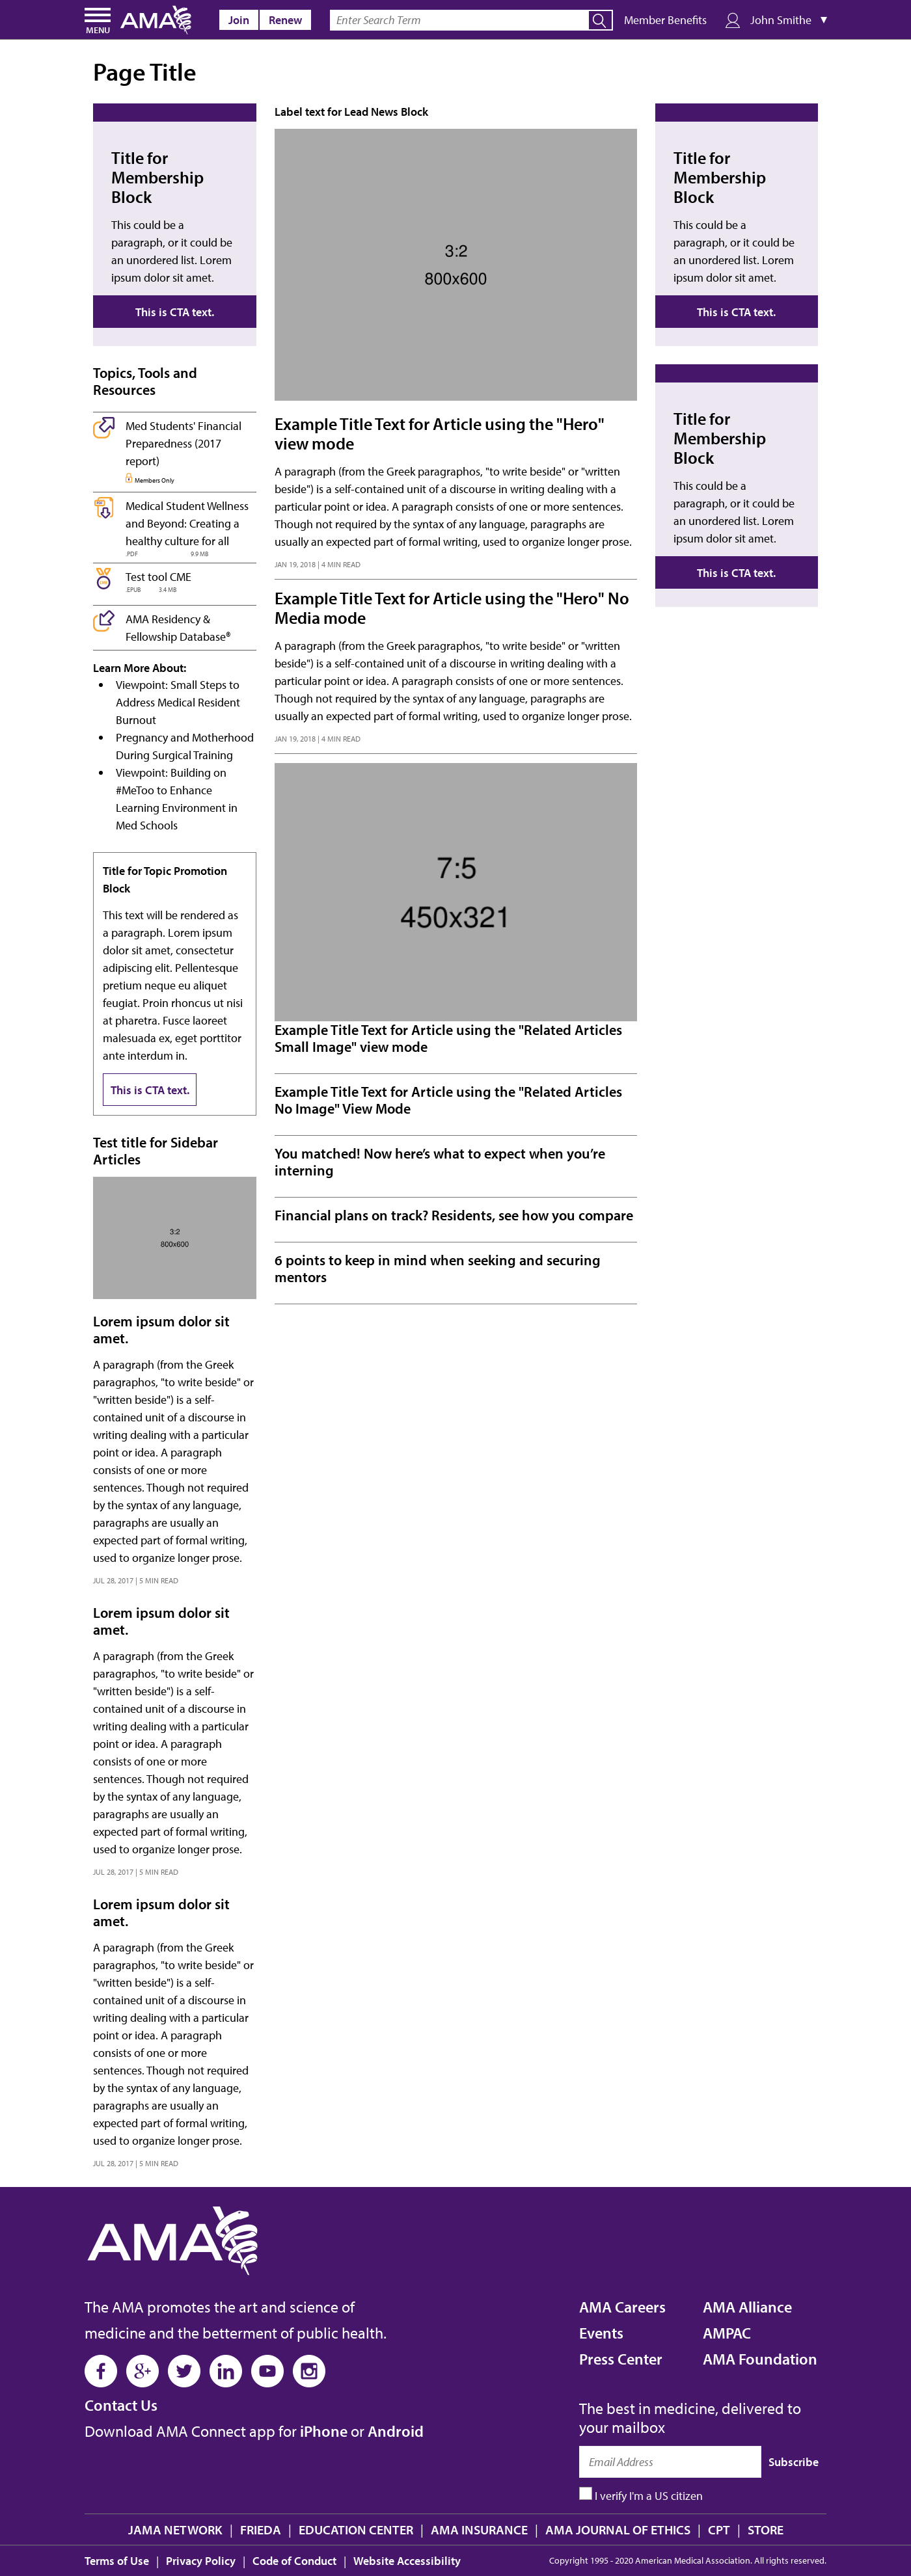 MENU
AMA
Join
Renew
Enter Search Term
Member Benefits
John Smithe
Page Title
Title for
Membership
Block
This could be a
paragraph, or it could be
an unordered list. Lorem
ipsum dolor sit amet.
This is CTA text.
Topics, Tools and
Resources
Med Students' Financial
Preparedness (2017
report)
Members Only
Medical Student Wellness
and Beyond: Creating a
healthy culture for all
.PDF 9.9 MB
Test tool CME
.EPUB 3.4 MB
AMA Residency &
Fellowship Database®
Learn More About:
Viewpoint: Small Steps to
Address Medical Resident
Burnout
Pregnancy and Motherhood
During Surgical Training
Viewpoint: Building on
#MeToo to Enhance
Learning Environment in
Med Schools
Title for Topic Promotion
Block
This text will be rendered as
a paragraph. Lorem ipsum
dolor sit amet, consectetur
adipiscing elit. Pellentesque
pretium neque eu aliquet
feugiat. Proin rhoncus ut nisi
at pharetra. Fusce laoreet
malesuada ex, eget porttitor
ante interdum in.
This is CTA text.
Test title for Sidebar
Articles
3:2
800x600
Lorem ipsum dolor sit
amet.
A paragraph (from the Greek
paragraphos, "to write beside" or
"written beside") is a self-
contained unit of a discourse in
writing dealing with a particular
point or idea. A paragraph
consists of one or more
sentences. Though not required
by the syntax of any language,
paragraphs are usually an
expected part of formal writing,
used to organize longer prose.
JUL 28, 2017 | 5 MIN READ
Lorem ipsum dolor sit
amet.
A paragraph (from the Greek
paragraphos, "to write beside" or
"written beside") is a self-
contained unit of a discourse in
writing dealing with a particular
point or idea. A paragraph
consists of one or more
sentences. Though not required
by the syntax of any language,
paragraphs are usually an
expected part of formal writing,
used to organize longer prose.
JUL 28, 2017 | 5 MIN READ
Lorem ipsum dolor sit
amet.
A paragraph (from the Greek
paragraphos, "to write beside" or
"written beside") is a self-
contained unit of a discourse in
writing dealing with a particular
point or idea. A paragraph
consists of one or more
sentences. Though not required
by the syntax of any language,
paragraphs are usually an
expected part of formal writing,
used to organize longer prose.
JUL 28, 2017 | 5 MIN READ
Label text for Lead News Block
3:2
800x600
Example Title Text for Article using the "Hero"
view mode
A paragraph (from the Greek paragraphos, "to write beside" or "written
beside") is a self-contained unit of a discourse in writing dealing with a
particular point or idea. A paragraph consists of one or more sentences.
Though not required by the syntax of any language, paragraphs are
usually an expected part of formal writing, used to organize longer prose.
JAN 19, 2018 | 4 MIN READ
Example Title Text for Article using the "Hero" No
Media mode
A paragraph (from the Greek paragraphos, "to write beside" or "written
beside") is a self-contained unit of a discourse in writing dealing with a
particular point or idea. A paragraph consists of one or more sentences.
Though not required by the syntax of any language, paragraphs are
usually an expected part of formal writing, used to organize longer prose.
JAN 19, 2018 | 4 MIN READ
7:5
450x321
Example Title Text for Article using the "Related Articles
Small Image" view mode
Example Title Text for Article using the "Related Articles
No Image" View Mode
You matched! Now here’s what to expect when you’re
interning
Financial plans on track? Residents, see how you compare
6 points to keep in mind when seeking and securing
mentors
Title for
Membership
Block
This could be a
paragraph, or it could be
an unordered list. Lorem
ipsum dolor sit amet.
This is CTA text.
Title for
Membership
Block
This could be a
paragraph, or it could be
an unordered list. Lorem
ipsum dolor sit amet.
This is CTA text.
AMA
The AMA promotes the art and science of
medicine and the betterment of public health.
Contact Us
Download AMA Connect app for iPhone or Android
AMA Careers
Events
Press Center
AMA Alliance
AMPAC
AMA Foundation
The best in medicine, delivered to
your mailbox
Email Address
Subscribe
I verify I'm a US citizen
JAMA NETWORK | FRIEDA | EDUCATION CENTER | AMA INSURANCE | AMA JOURNAL OF ETHICS | CPT | STORE
Terms of Use | Privacy Policy | Code of Conduct | Website Accessibility
Copyright 1995 - 2020 American Medical Association. All rights reserved.